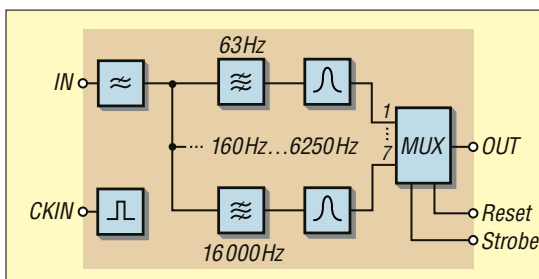 63Hz
IN
1
⋮
7
MUX
OUT
··· 160Hz...6250Hz
CKIN
16000Hz
Reset
Strobe